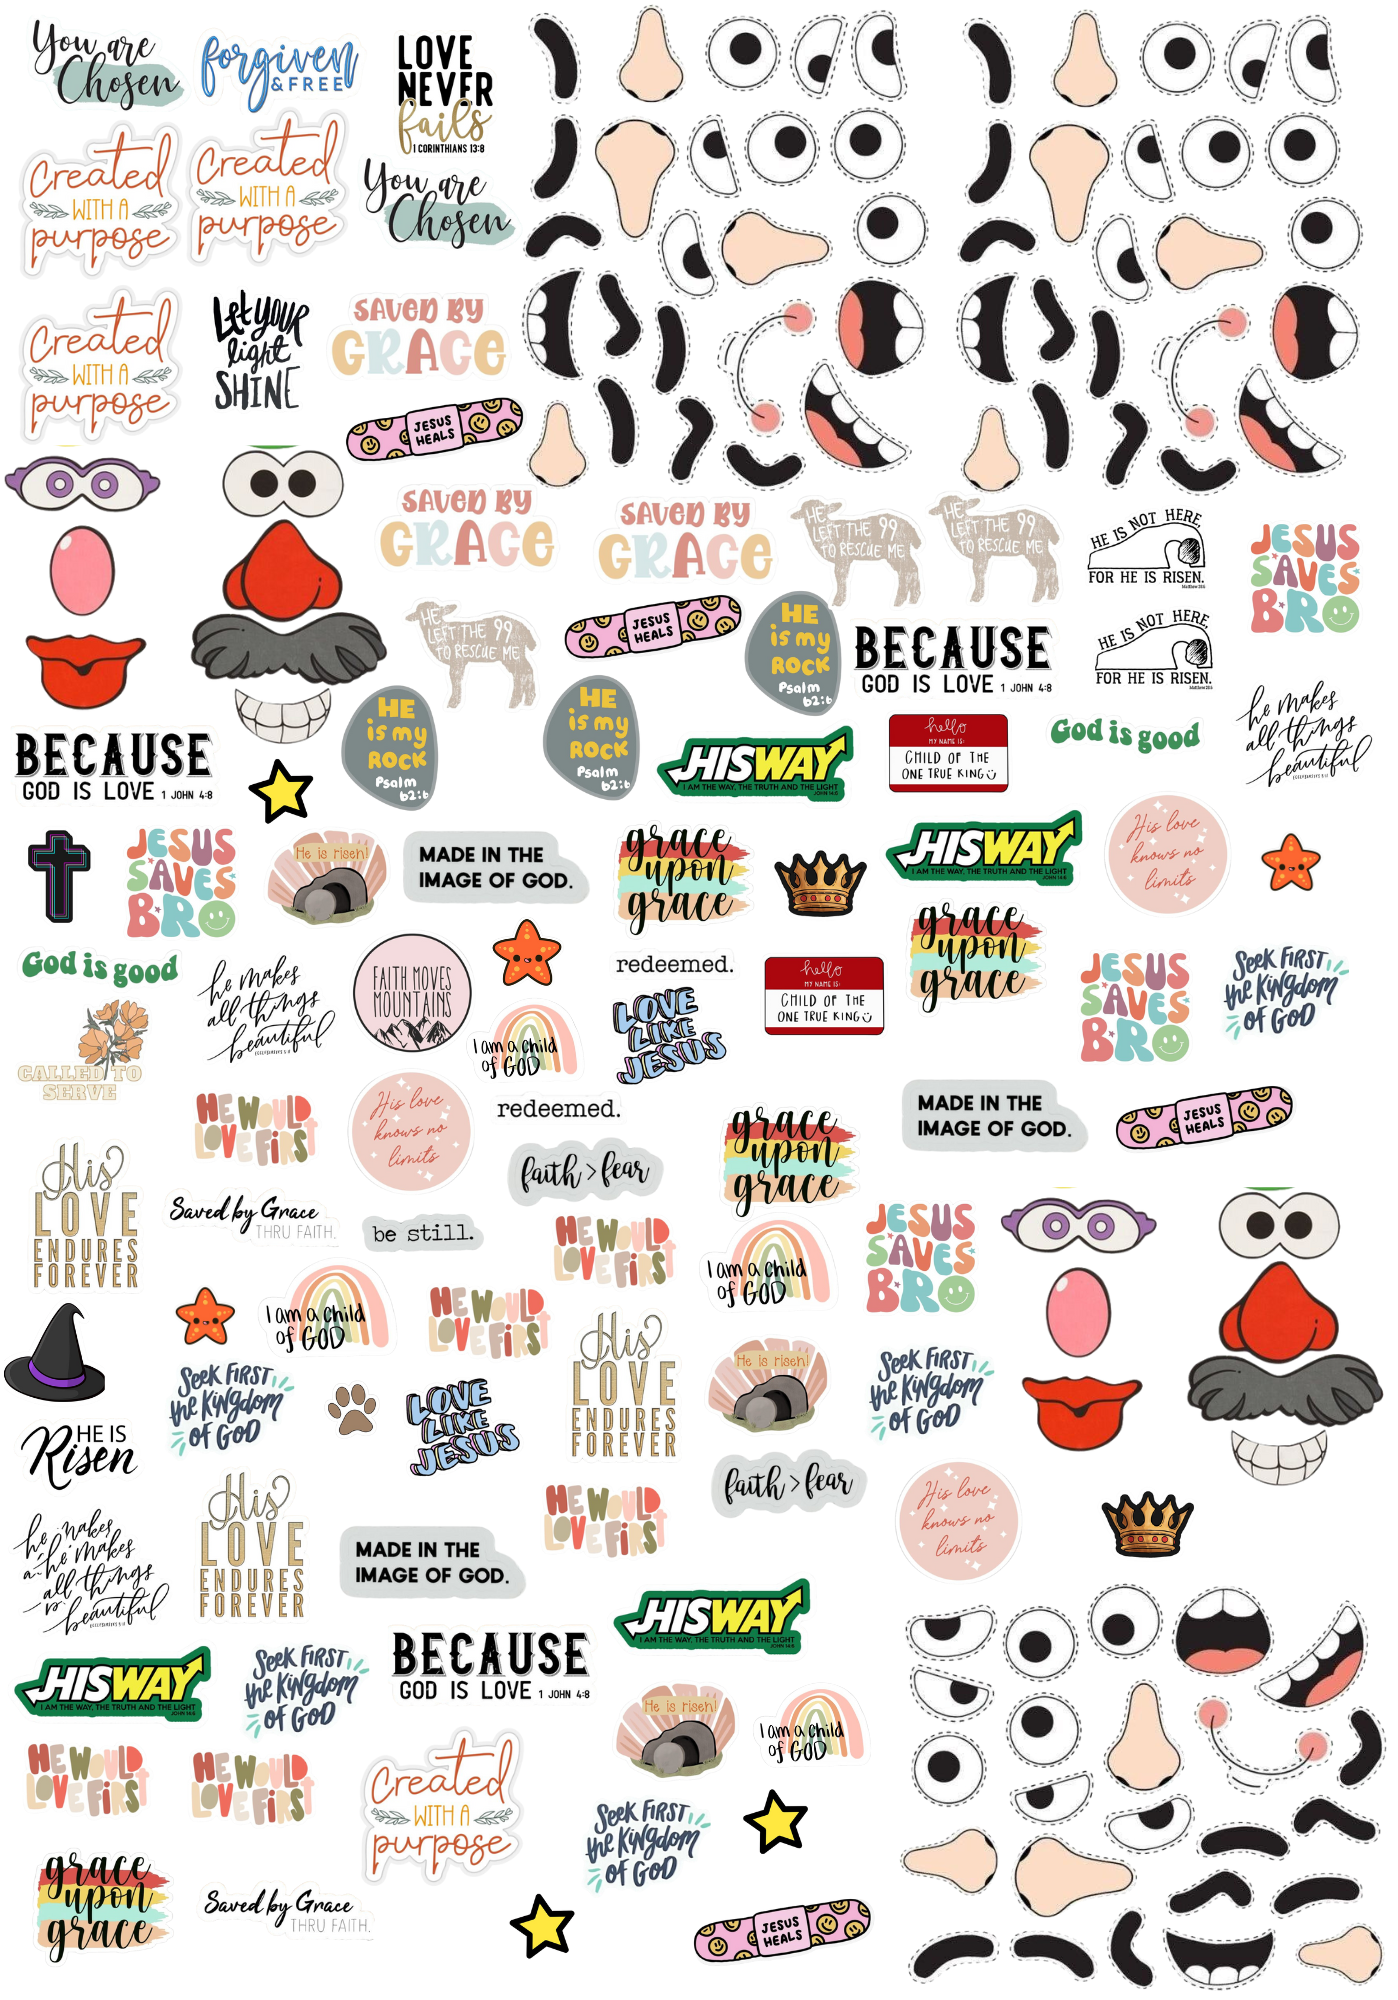 You are
Chosen
forgiven
& FREE
LOVE
NEVER
fails
1 CORINTHIANS 13:8
Created
WITH A
purpose
Created
WITH A
purpose
You are
Chosen
Created
WITH A
purpose
Let YOUR
light
SHINE
SAVED BY
GRACE
JESUS
HEALS
SAVED BY
GRACE
SAVED BY
GRACE
HE
LEFT THE 99
TO RESCUE ME
HE
LEFT THE 99
TO RESCUE ME
HE IS NOT HERE,
FOR HE IS RISEN.
JESUS
SAVES
BRO
HE
LEFT THE 99
TO RESCUE ME
JESUS
HEALS
HE
is my
ROCK
Psalm
62:6
BECAUSE
GOD IS LOVE 1 JOHN 4:8
HE IS NOT HERE,
FOR HE IS RISEN.
BECAUSE
GOD IS LOVE 1 JOHN 4:8
HE
is my
ROCK
Psalm
62:6
HE
is my
ROCK
Psalm
62:6
HISWAY
I AM THE WAY, THE TRUTH AND THE LIGHT
JOHN 14:6
hello
MY NAME IS:
CHILD OF THE
ONE TRUE KING
God is good
he makes
all things
beautiful
JESUS
SAVES
BRO
He is risen!
MADE IN THE
IMAGE OF GOD.
grace
upon
grace
HISWAY
I AM THE WAY, THE TRUTH AND THE LIGHT
JOHN 14:6
His love
knows no
limits
God is good
he makes
all things
beautiful
FAITH MOVES
MOUNTAINS
redeemed.
hello
MY NAME IS:
CHILD OF THE
ONE TRUE KING
grace
upon
grace
JESUS
SAVES
BRO
SEEK FIRST
the KINGdom
of GOD
CALLED TO
SERVE
I am a child
of GOD
LOVE
LIKE
JESUS
HE WOULD
LOVE FIRST
His love
knows no
limits
redeemed.
grace
upon
grace
MADE IN THE
IMAGE OF GOD.
JESUS
HEALS
His
LOVE
ENDURES
FOREVER
faith > fear
Saved by Grace
THRU FAITH.
be still.
HE WOULD
LOVE FIRST
I am a child
of GOD
JESUS
SAVES
BRO
I am a child
of GOD
HE WOULD
LOVE FIRST
His
LOVE
ENDURES
FOREVER
He is risen!
SEEK FIRST
the KINGdom
of GOD
SEEK FIRST
the KINGdom
of GOD
LOVE
LIKE
JESUS
HE IS
Risen
faith > fear
His love
knows no
limits
he makes
he makes
all things
beautiful
His
LOVE
ENDURES
FOREVER
MADE IN THE
IMAGE OF GOD.
HE WOULD
LOVE FIRST
HISWAY
I AM THE WAY, THE TRUTH AND THE LIGHT
JOHN 14:6
HISWAY
I AM THE WAY, THE TRUTH AND THE LIGHT
JOHN 14:6
SEEK FIRST
the KINGdom
of GOD
BECAUSE
GOD IS LOVE 1 JOHN 4:8
He is risen!
I am a child
of GOD
HE WOULD
LOVE FIRST
HE WOULD
LOVE FIRST
Created
WITH A
purpose
SEEK FIRST
the KINGdom
of GOD
grace
upon
grace
Saved by Grace
THRU FAITH.
JESUS
HEALS